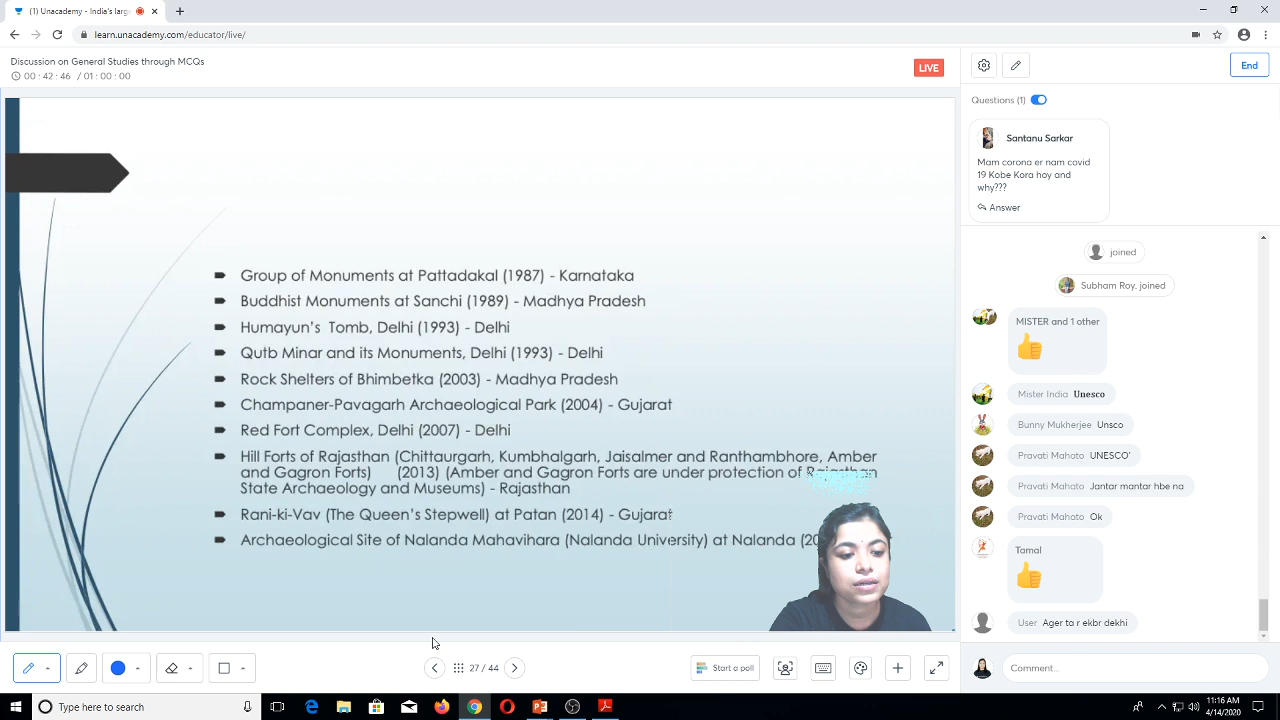 (1) Unacademy - India's larg
learn.unacademy.com/educator/live/
Discussion on General Studies through MCQs
00 : 42 : 46 / 01 : 00 : 00
LIVE
End
Questions (1)
Santanu Sarkar
Mam corona er nam covid
19 Kobe Kora hoy and
why???
Answer
Group of Monuments at Pattadakal (1987) - Karnataka
Buddhist Monuments at Sanchi (1989) - Madhya Pradesh
Humayun's Tomb, Delhi (1993) - Delhi
Qutb Minar and its Monuments, Delhi (1993) - Delhi
Rock Shelters of Bhimbetka (2003) - Madhya Pradesh
Champaner-Pavagarh Archaeological Park (2004) - Gujarat
Red Fort Complex, Delhi (2007) - Delhi
Hill Forts of Rajasthan (Chittaurgarh, Kumbhalgarh, Jaisalmer and Ranthambhore, Amber
and Gagron Forts) (2013) (Amber and Gagron Forts are under protection of Rajasthan
State Archaeology and Museums) - Rajasthan
Rani-ki-Vav (The Queen's Stepwell) at Patan (2014) - Gujarat
Archaeological Site of Nalanda Mahavihara (Nalanda University) at Nalanda (20
joined
Subham Roy, joined
MISTER and 1 other
Mister India Unesco
Bunny Mukherjee Unsco
Pravati Mahato UNESCO'
Pravati Mahato Jantar mantar hbe na
Pravati Mahato Ok
Tamal
User Ager ta r ekbr dekhi
27 / 44
Start a poll
Comment...
Type here to search
11:16 AM
4/14/2020